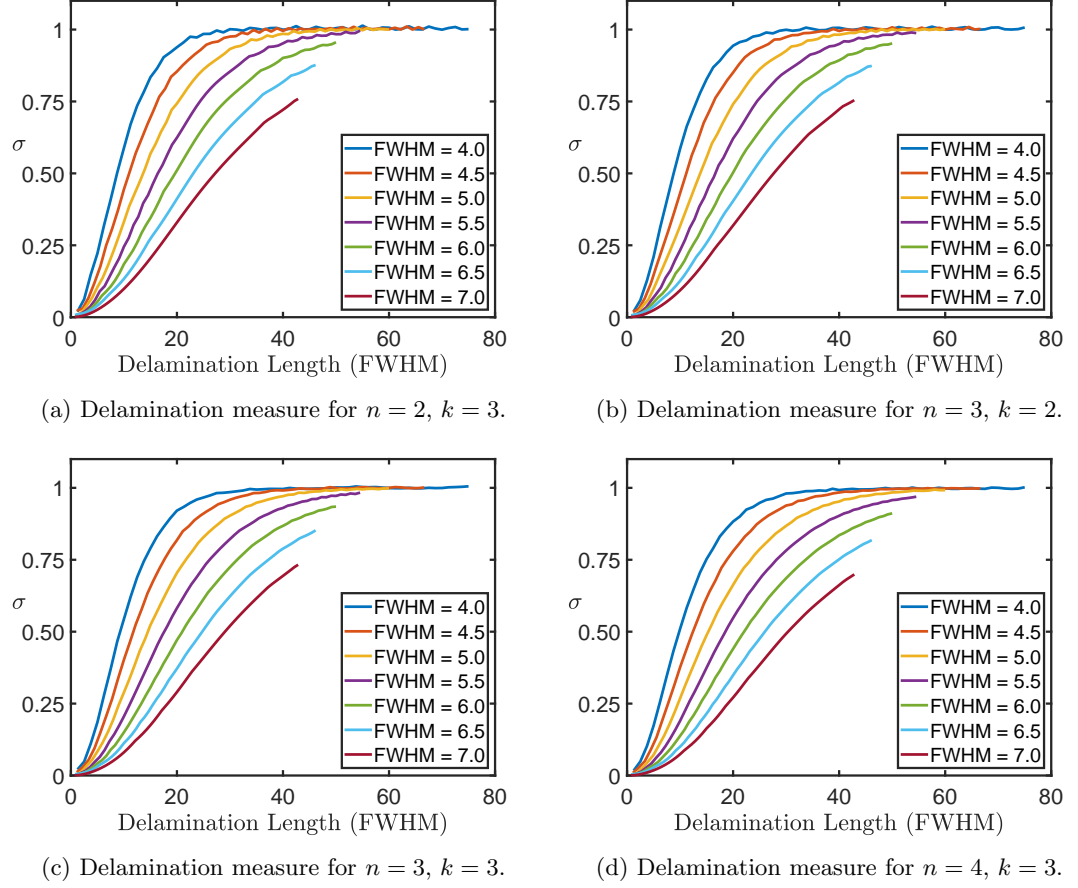 1
0.75
σ
0.50
0.25
0
0 20 40 60 80
Delamination Length (FWHM)
FWHM = 4.0
FWHM = 4.5
FWHM = 5.0
FWHM = 5.5
FWHM = 6.0
FWHM = 6.5
FWHM = 7.0
(a) Delamination measure for n = 2, k = 3.
1
0.75
σ
0.50
0.25
0
0 20 40 60 80
Delamination Length (FWHM)
FWHM = 4.0
FWHM = 4.5
FWHM = 5.0
FWHM = 5.5
FWHM = 6.0
FWHM = 6.5
FWHM = 7.0
(b) Delamination measure for n = 3, k = 2.
1
0.75
σ
0.50
0.25
0
0 20 40 60 80
Delamination Length (FWHM)
FWHM = 4.0
FWHM = 4.5
FWHM = 5.0
FWHM = 5.5
FWHM = 6.0
FWHM = 6.5
FWHM = 7.0
(c) Delamination measure for n = 3, k = 3.
1
0.75
σ
0.50
0.25
0
0 20 40 60 80
Delamination Length (FWHM)
FWHM = 4.0
FWHM = 4.5
FWHM = 5.0
FWHM = 5.5
FWHM = 6.0
FWHM = 6.5
FWHM = 7.0
(d) Delamination measure for n = 4, k = 3.